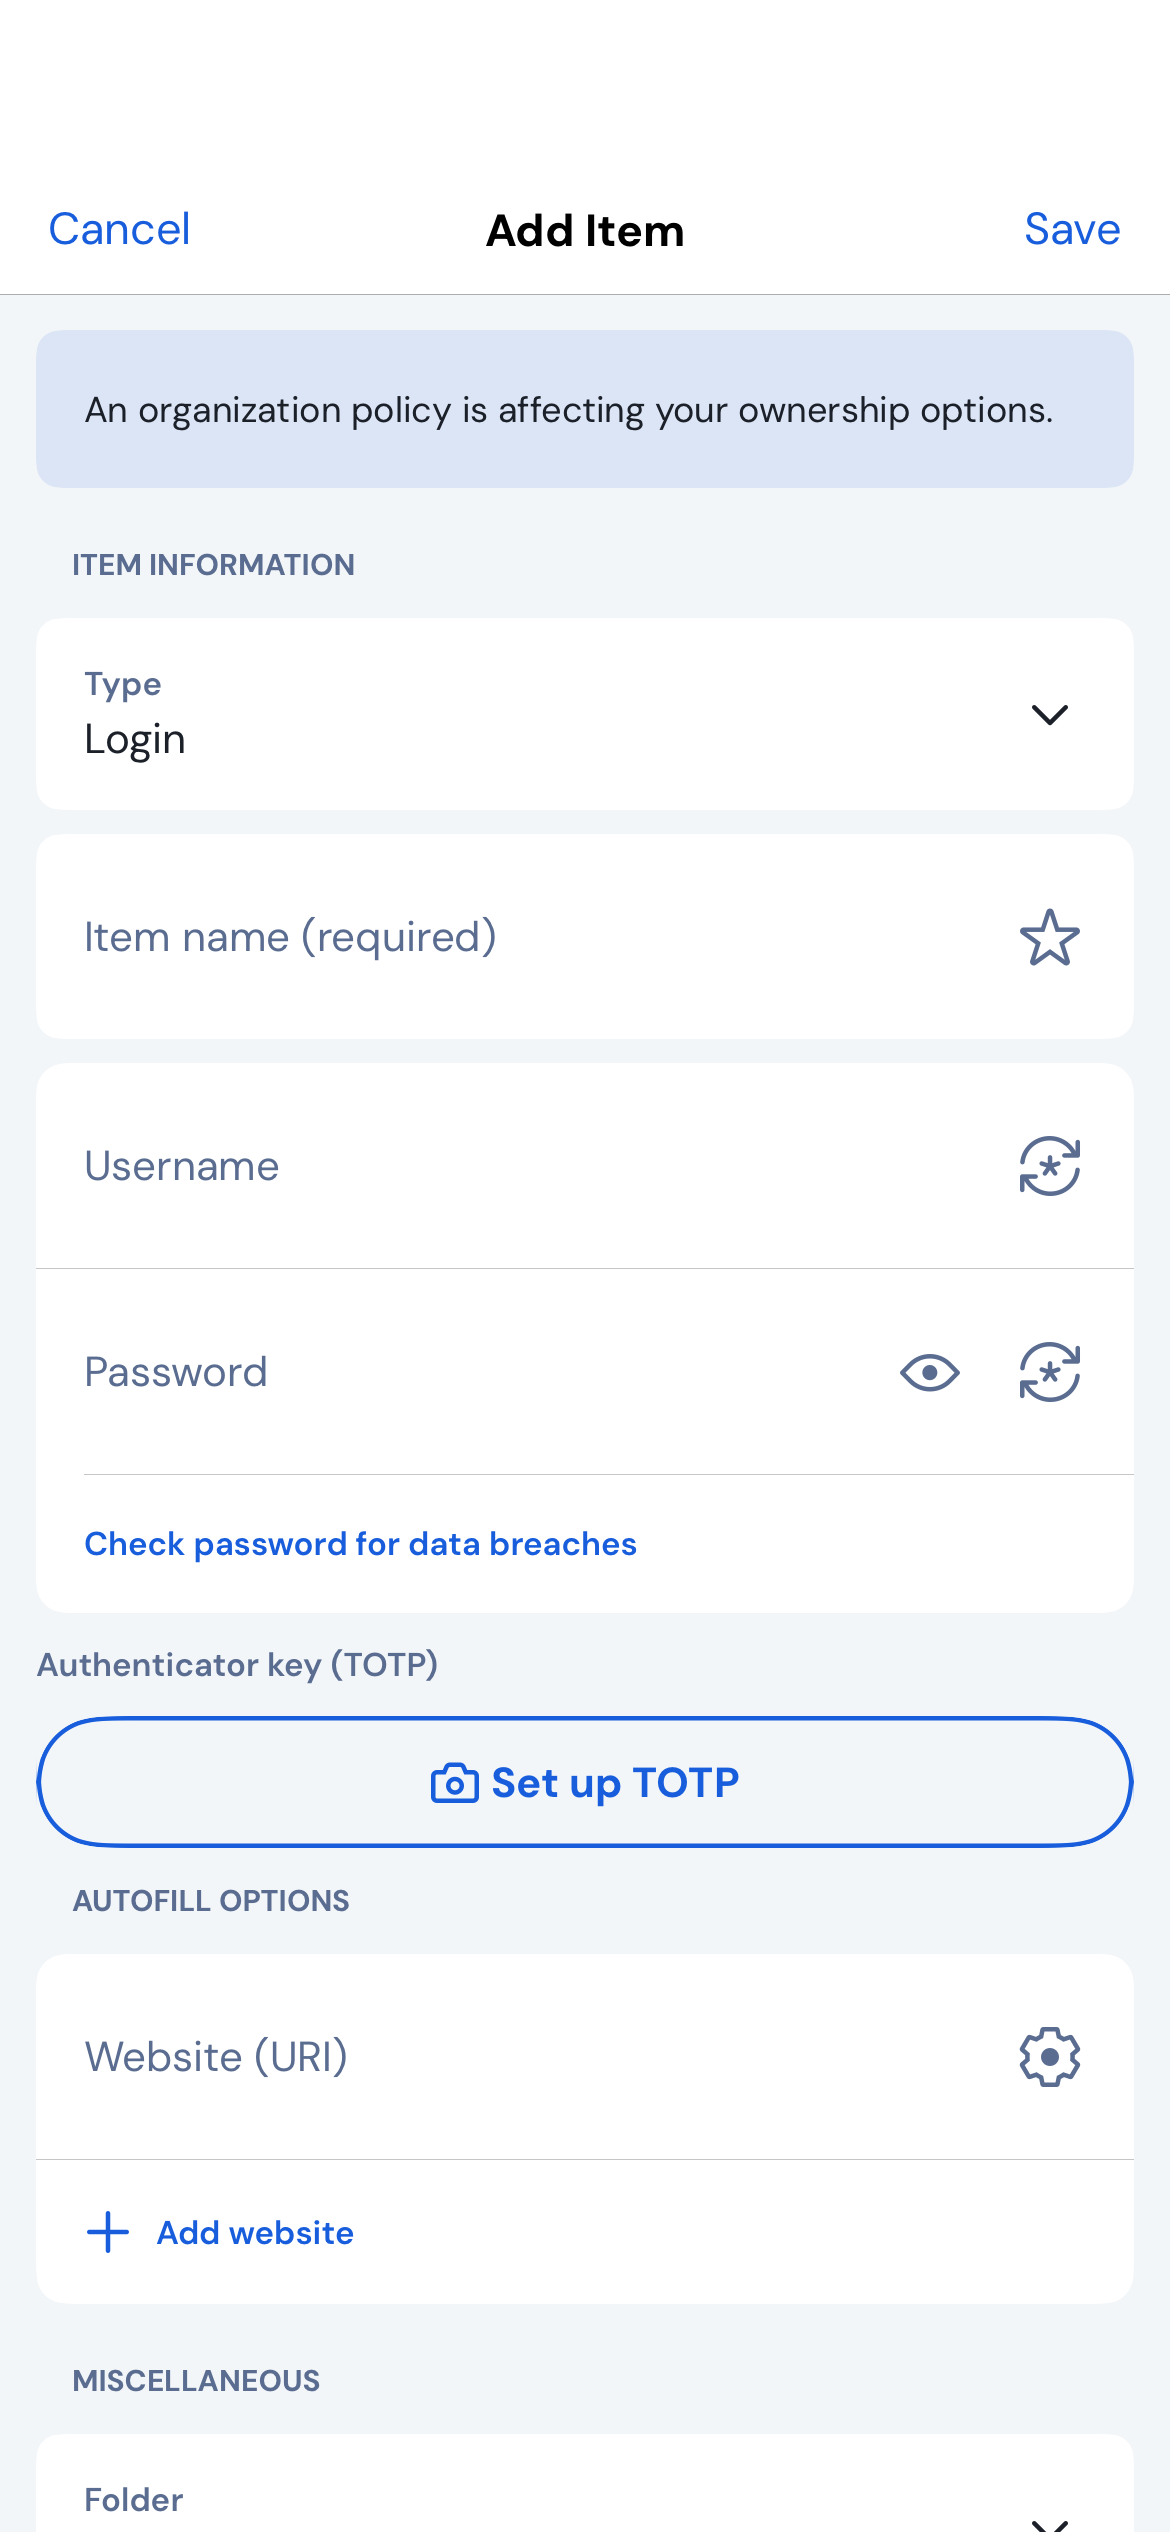 Cancel
Add Item
Save
An organization policy is affecting your ownership options.
ITEM INFORMATION
Type
Login
Item name (required)
Username
Password
Check password for data breaches
Authenticator key (TOTP)
Set up TOTP
AUTOFILL OPTIONS
Website (URI)
Add website
MISCELLANEOUS
Folder